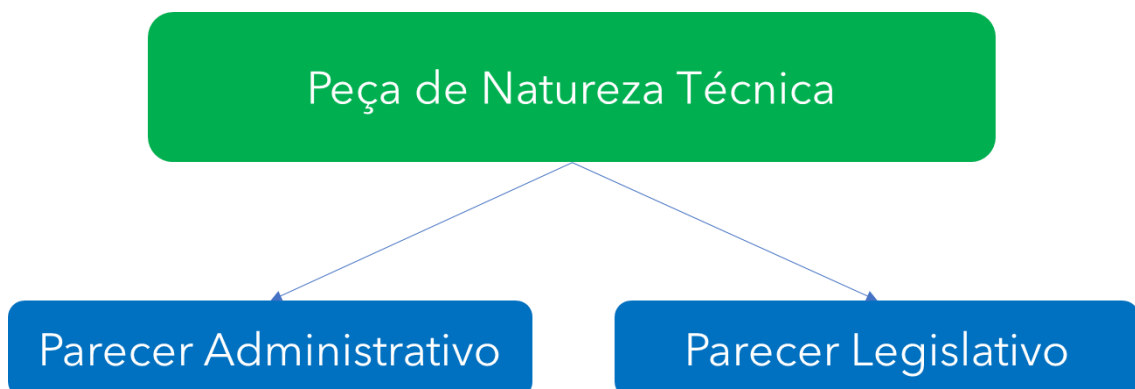 Peça de Natureza Técnica
Parecer Administrativo
Parecer Legislativo